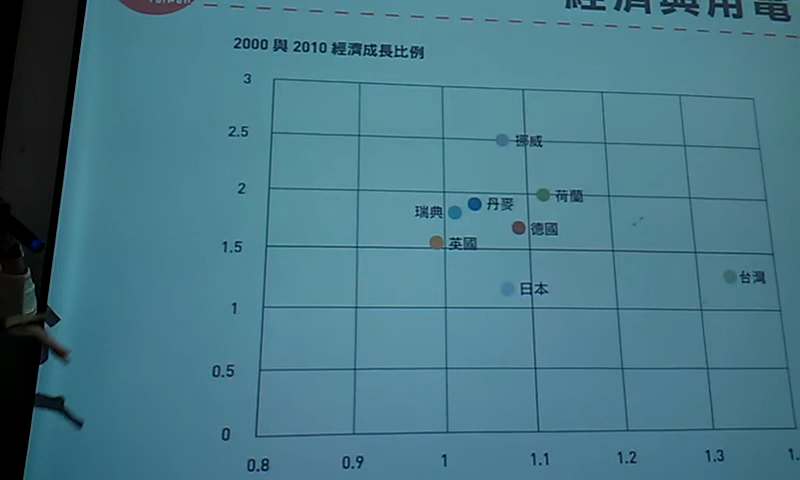 經濟與用電
2000 與 2010 經濟成長比例
3
2.5
挪威
2
荷蘭
丹麥
瑞典
德國
1.5
英國
台灣
日本
1
0.5
0
0.8 0.9 1 1.1 1.2 1.3